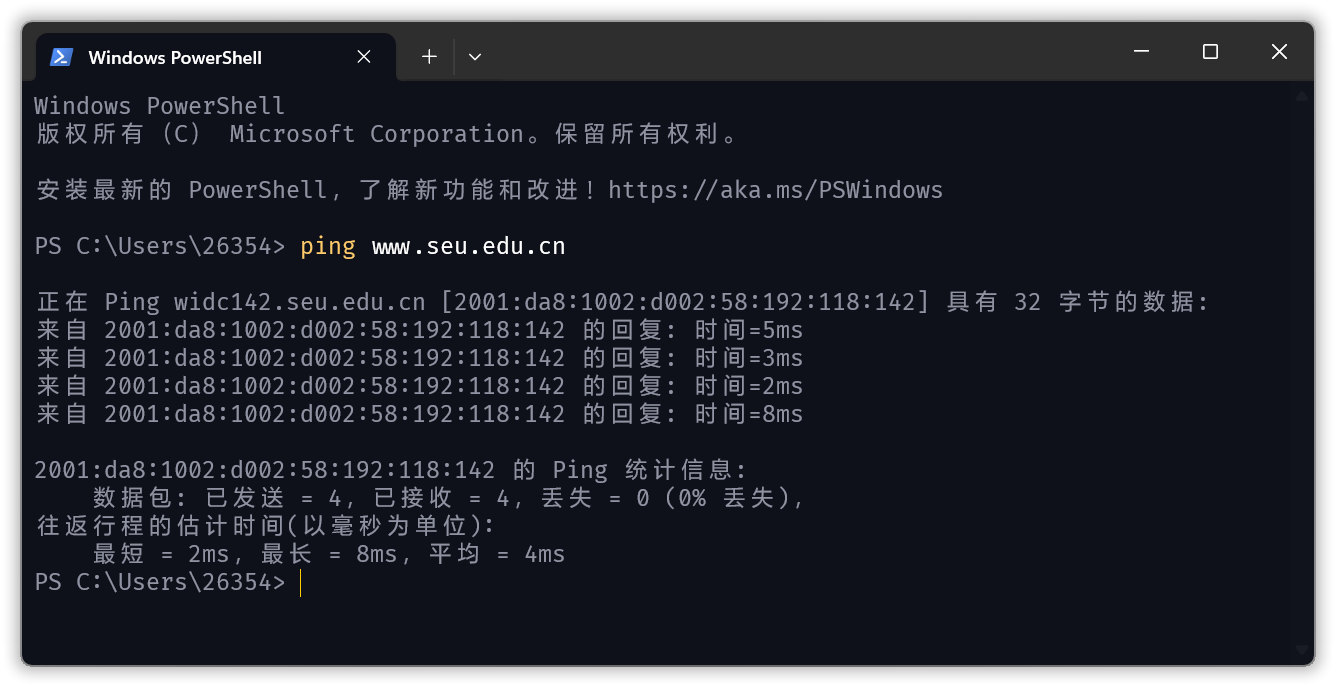 Windows PowerShell
Windows PowerShell
版权所有 (C) Microsoft Corporation。保留所有权利。
安装最新的 PowerShell，了解新功能和改进！https://aka.ms/PSWindows
PS C:\Users\26354> ping www.seu.edu.cn
正在 Ping widc142.seu.edu.cn [2001:da8:1002:d002:58:192:118:142] 具有 32 字节的数据:
来自 2001:da8:1002:d002:58:192:118:142 的回复: 时间=5ms
来自 2001:da8:1002:d002:58:192:118:142 的回复: 时间=3ms
来自 2001:da8:1002:d002:58:192:118:142 的回复: 时间=2ms
来自 2001:da8:1002:d002:58:192:118:142 的回复: 时间=8ms
2001:da8:1002:d002:58:192:118:142 的 Ping 统计信息:
数据包: 已发送 = 4，已接收 = 4，丢失 = 0 (0% 丢失)，
往返行程的估计时间(以毫秒为单位):
最短 = 2ms，最长 = 8ms，平均 = 4ms
PS C:\Users\26354>